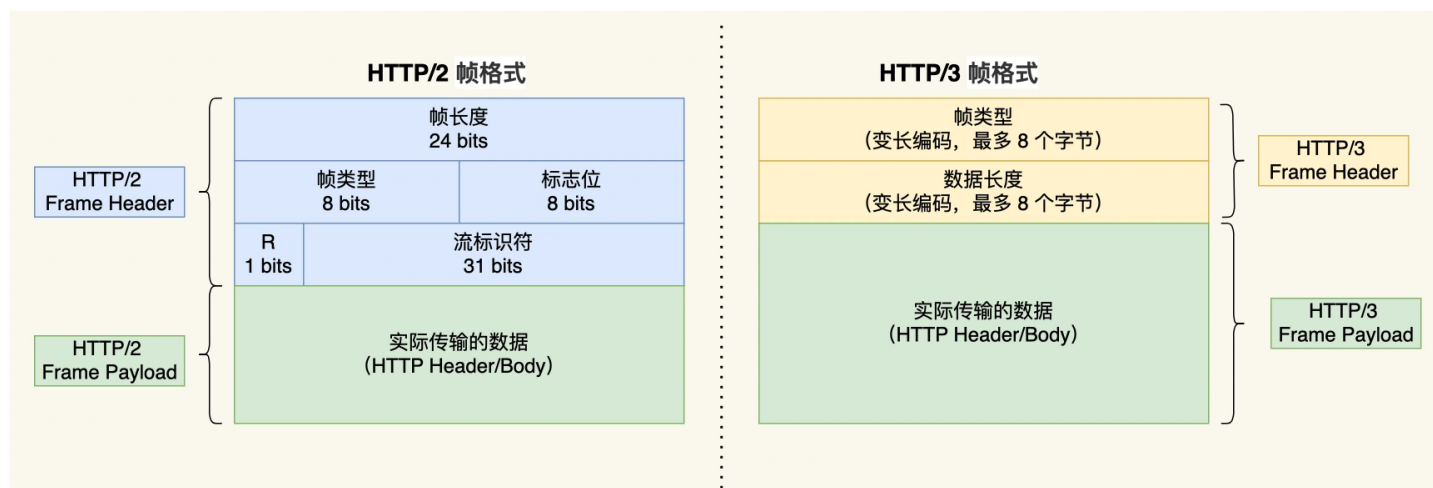 HTTP/2 帧格式
帧长度
24 bits
帧类型
8 bits
标志位
8 bits
R
1 bits
流标识符
31 bits
实际传输的数据
（HTTP Header/Body）
HTTP/2
Frame Header
HTTP/2
Frame Payload
HTTP/3 帧格式
帧类型
（变长编码，最多 8 个字节）
数据长度
（变长编码，最多 8 个字节）
实际传输的数据
（HTTP Header/Body）
HTTP/3
Frame Header
HTTP/3
Frame Payload